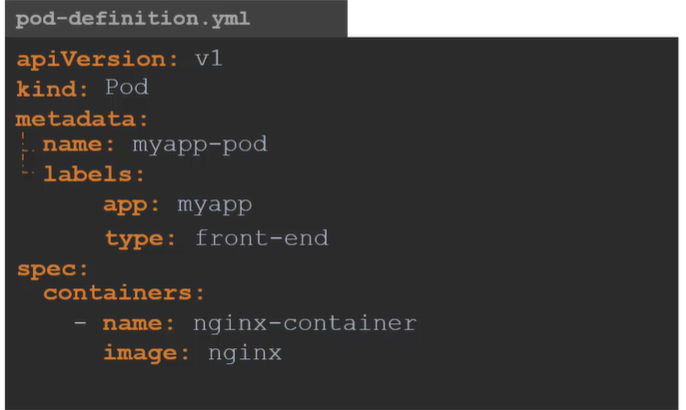 pod-definition.yml
apiVersion: v1
kind: Pod
metadata:
name: myapp-pod
labels:
app: myapp
type: front-end
spec:
containers:
- name: nginx-container
image: nginx